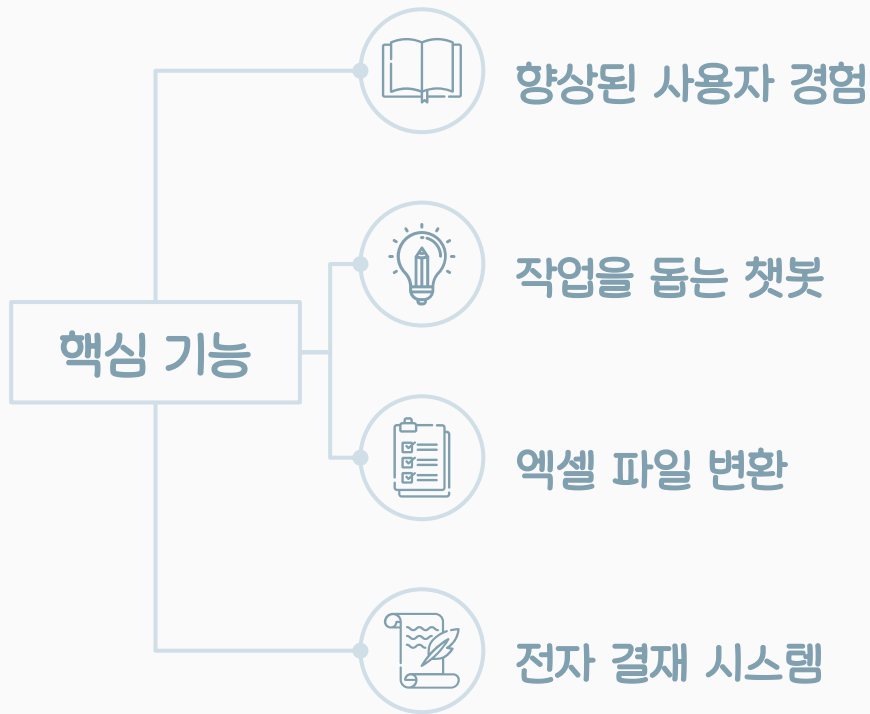 향상된 사용자 경험
작업을 돕는 챗봇
핵심 기능
엑셀 파일 변환
전자 결재 시스템